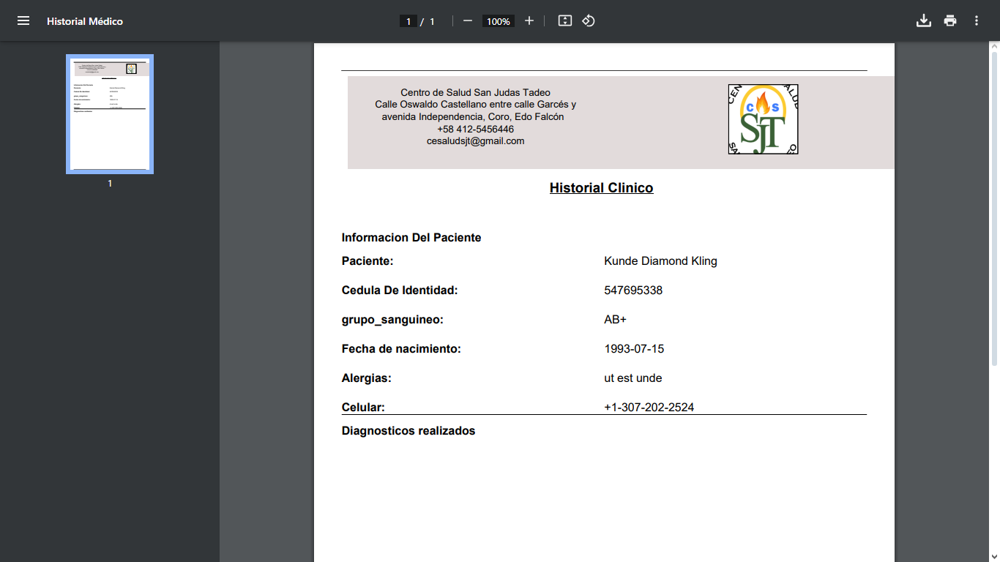 Historial Médico
1 / 1
100%
Centro de Salud San Judas Tadeo
Calle Oswaldo Castellano entre calle Garcés y
avenida Independencia, Coro, Edo Falcón
+58 412-5456446
cesaludsjt@gmail.com
CEN ALUD
C S
SJT
SA O
Historial Clinico
Informacion Del Paciente
Paciente: Kunde Diamond Kling
Cedula De Identidad: 547695338
grupo_sanguineo: AB+
Fecha de nacimiento: 1993-07-15
Alergias: ut est unde
Celular: +1-307-202-2524
Diagnosticos realizados
1